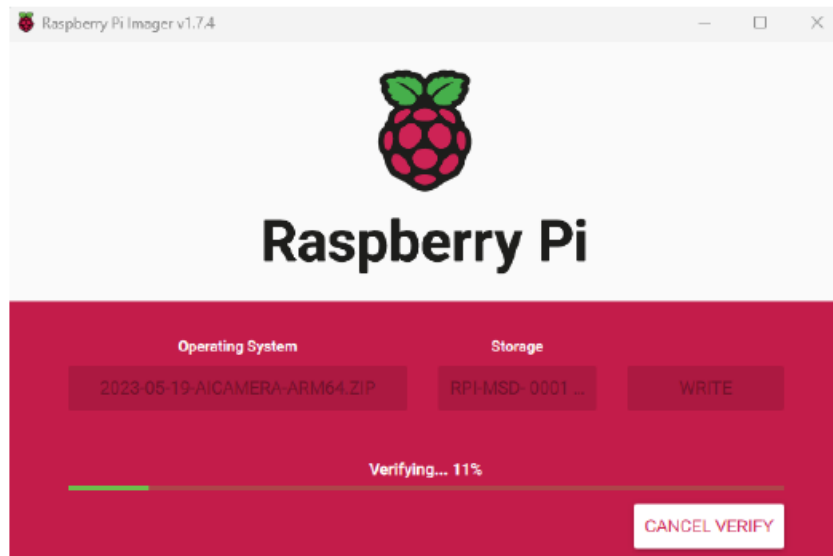 Raspberry Pi Imager v1.7.4
Raspberry Pi
Operating System
Storage
2023-05-19-AICAMERA-ARM64.ZIP
RPI-MSD- 0001 ...
WRITE
Verifying... 11%
CANCEL VERIFY